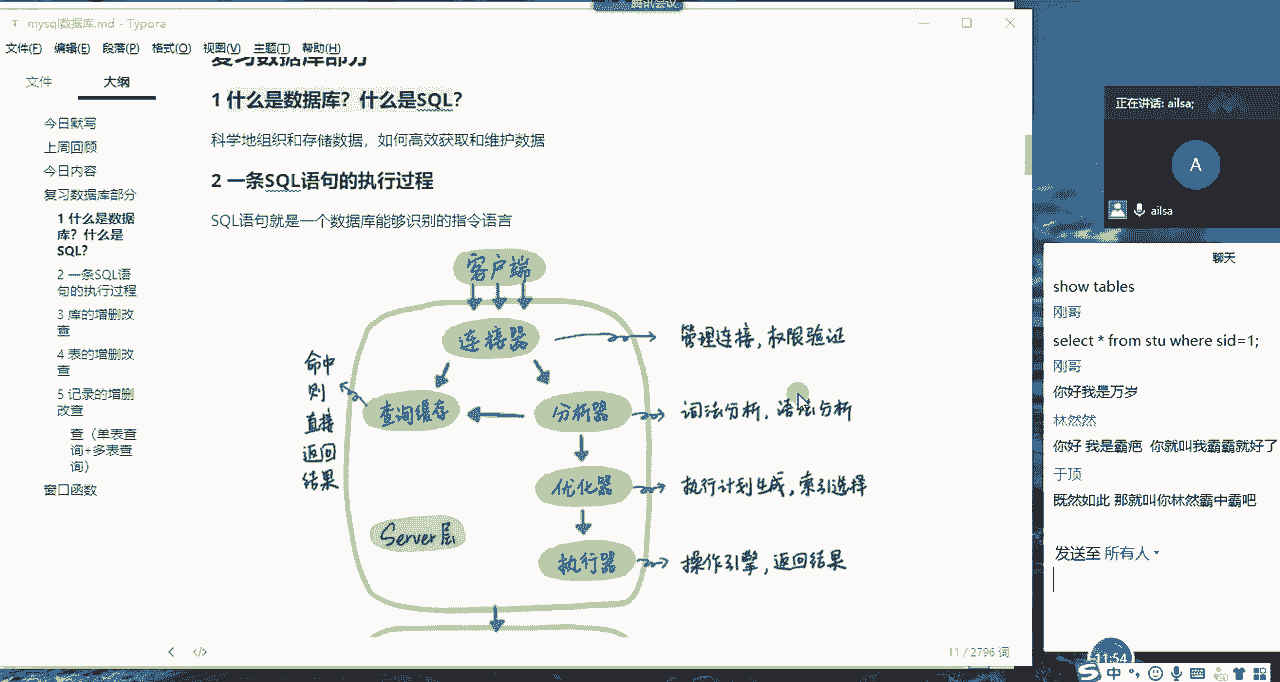 腾讯会议
mysql数据库.md - Typora
文件(F) 编辑(E) 段落(P) 格式(O) 视图(V) 主题(T) 帮助(H)
文件 大纲
今日默写
上周回顾
今日内容
复习数据库部分
1 什么是数据
库？什么是
SQL？
2 一条SQL语
句的执行过程
3 库的增删改
查
4 表的增删改
查
5 记录的增删
改查
查（单表查
询+多表查
询）
窗口函数
复习数据库部分
1 什么是数据库？什么是SQL？
科学地组织和存储数据，如何高效获取和维护数据
2 一条SQL语句的执行过程
SQL语句就是一个数据库能够识别的指令语言
客户端
连接器
管理连接，权限验证
命中
则
直接
返回
结果
查询缓存
分析器
词法分析，语法分析
优化器
执行计划生成，索引选择
Server层
执行器
操作引擎，返回结果
11 / 2796 词
正在讲话: ailsa;
A
ailsa
聊天
show tables
刚哥
select * from stu where sid=1;
刚哥
你好我是万岁
林然然
你好 我是霸疤 你就叫我霸霸就好了
于顶
既然如此 那就叫你林然霸中霸吧
发送至 所有人
11:54
中